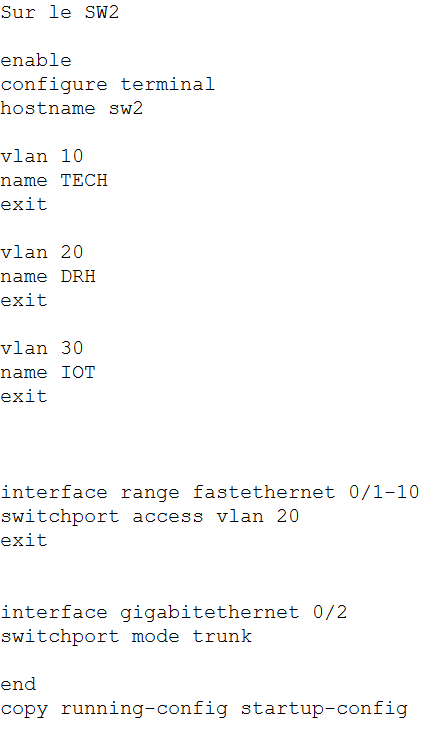 Sur le SW2
enable
configure terminal
hostname sw2
vlan 10
name TECH
exit
vlan 20
name DRH
exit
vlan 30
name IOT
exit
interface range fastethernet 0/1-10
switchport access vlan 20
exit
interface gigabitethernet 0/2
switchport mode trunk
end
copy running-config startup-config